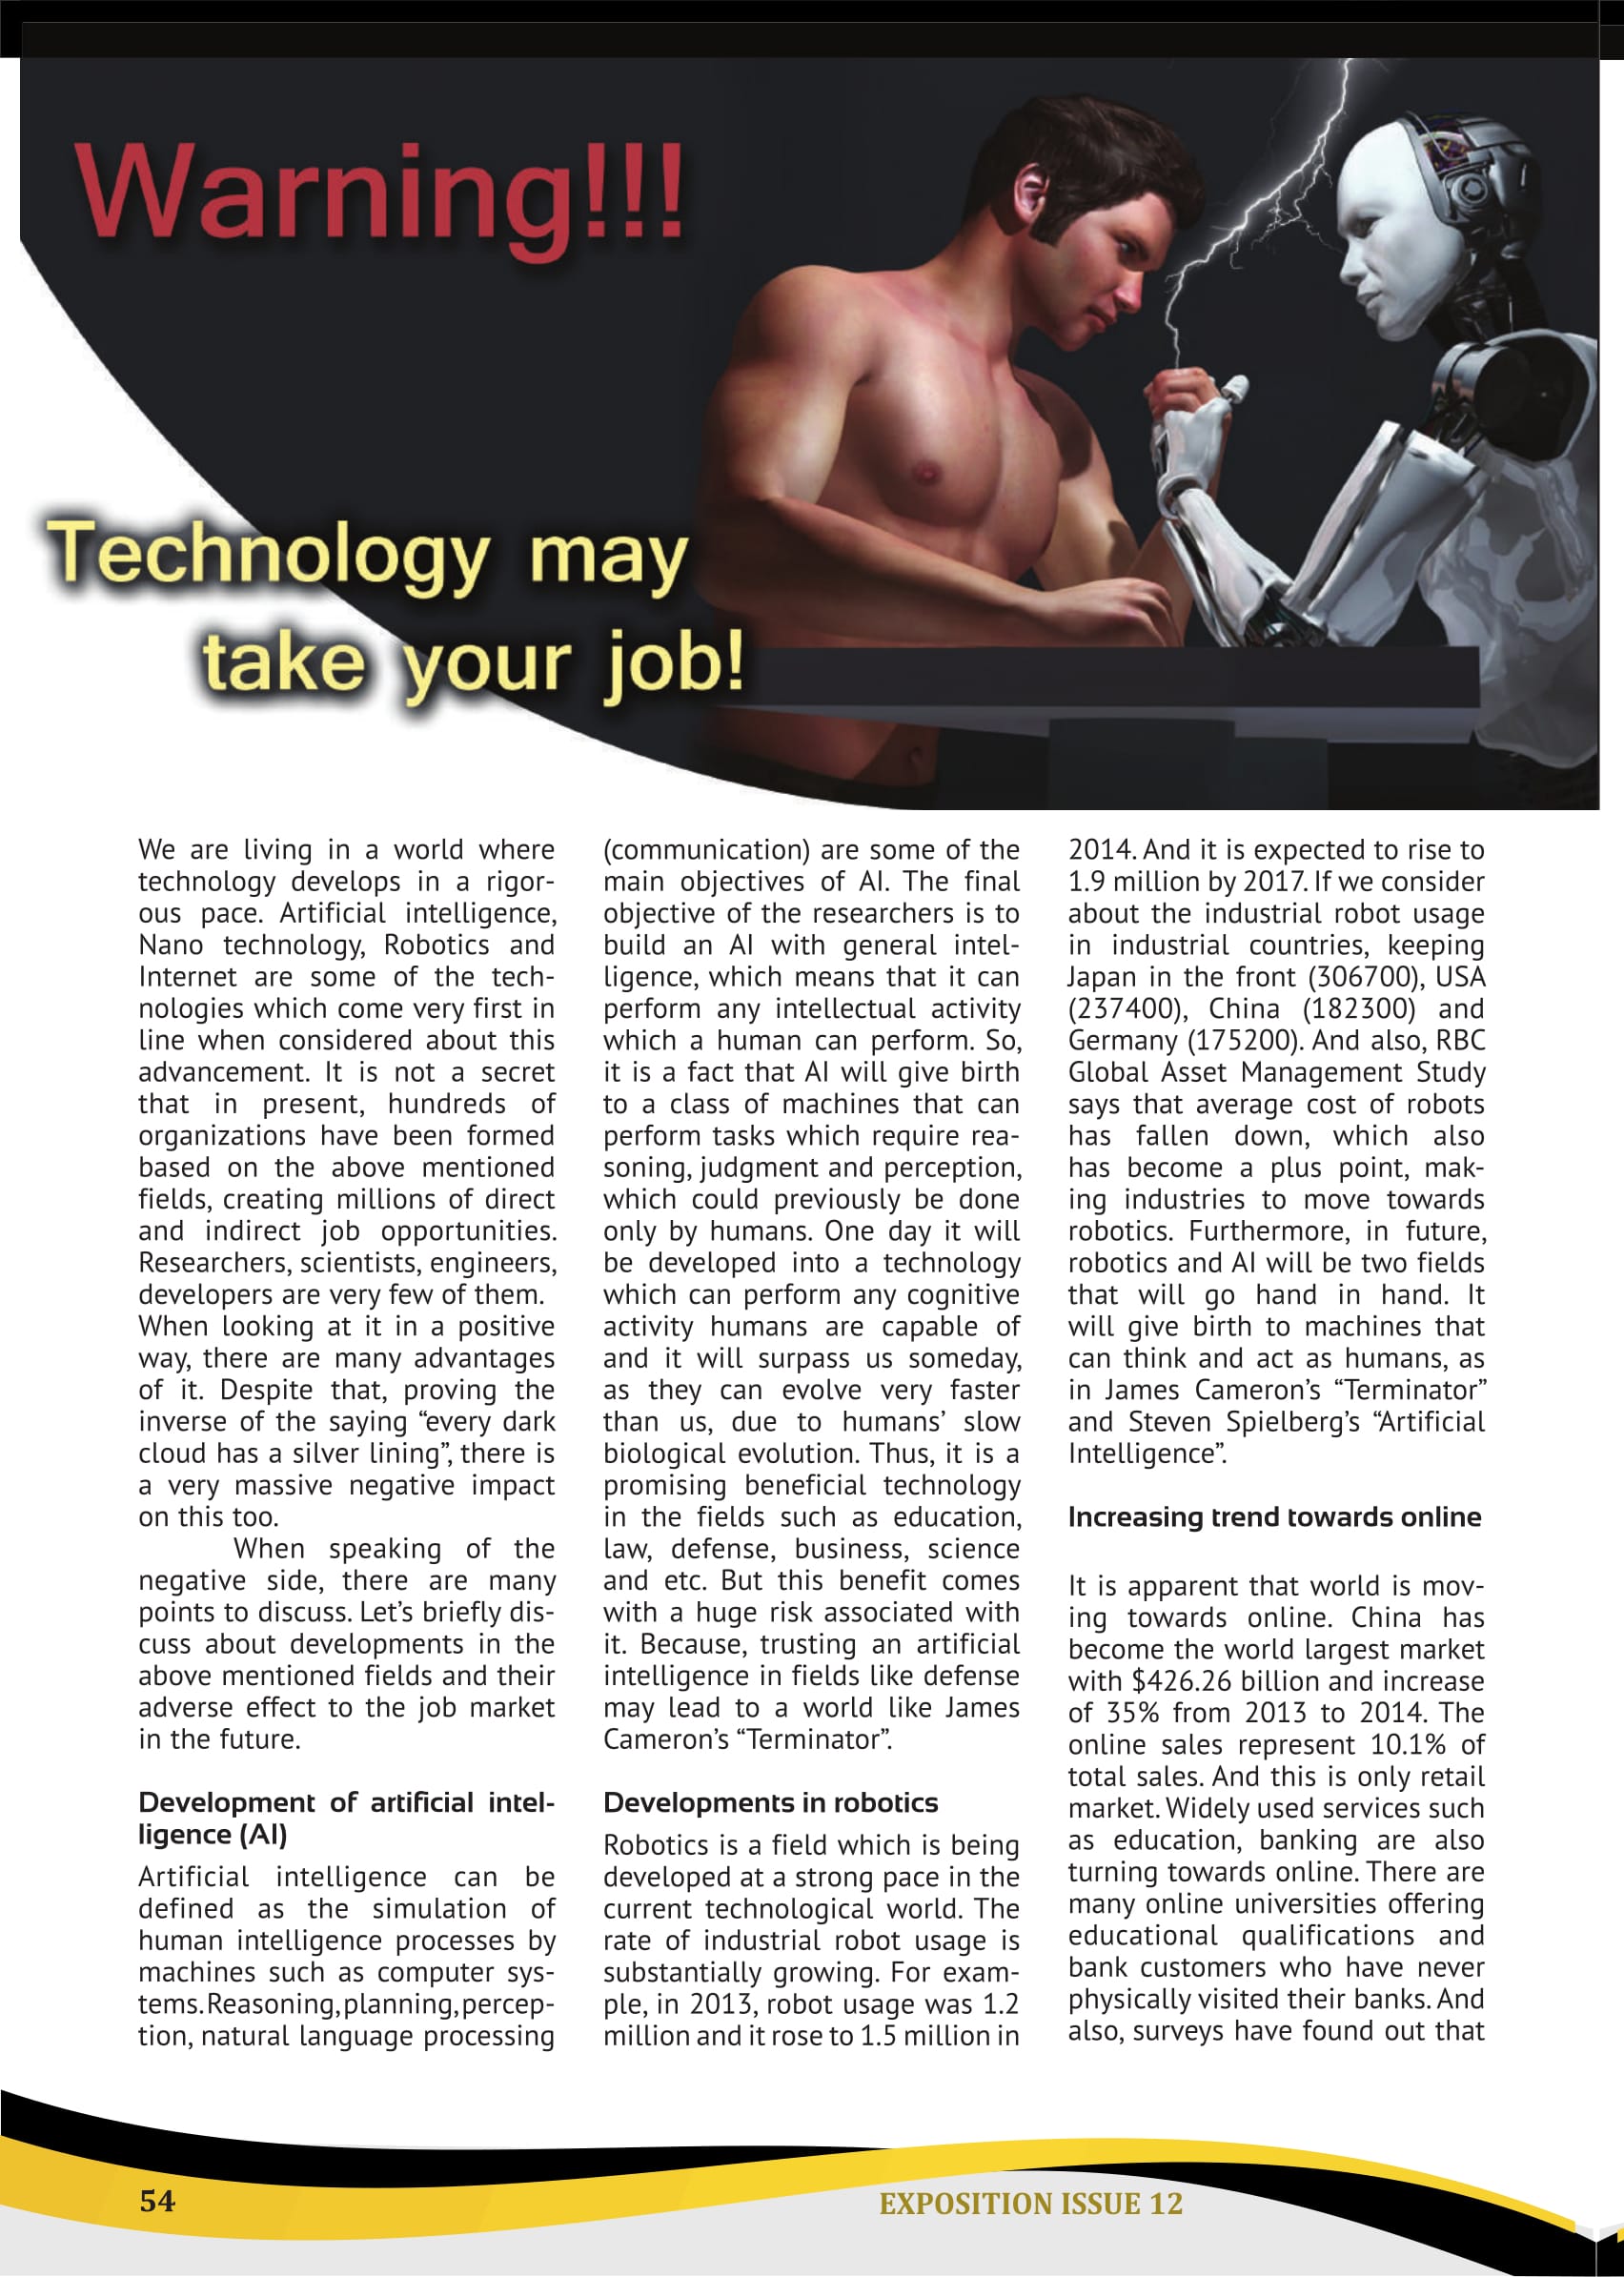 Warning!!!
Technology may
take your job!
We are living in a world where
technology develops in a rigor-
ous pace. Artificial intelligence,
Nano technology, Robotics and
Internet are some of the tech-
nologies which come very first in
line when considered about this
advancement. It is not a secret
that in present, hundreds of
organizations have been formed
based on the above mentioned
fields, creating millions of direct
and indirect job opportunities.
Researchers, scientists, engineers,
developers are very few of them.
When looking at it in a positive
way, there are many advantages
of it. Despite that, proving the
inverse of the saying “every dark
cloud has a silver lining”, there is
a very massive negative impact
on this too.
When speaking of the
negative side, there are many
points to discuss. Let’s briefly dis-
cuss about developments in the
above mentioned fields and their
adverse effect to the job market
in the future.
Development of artificial intel-
ligence (AI)
Artificial intelligence can be
defined as the simulation of
human intelligence processes by
machines such as computer sys-
tems. Reasoning, planning, percep-
tion, natural language processing
(communication) are some of the
main objectives of AI. The final
objective of the researchers is to
build an AI with general intel-
ligence, which means that it can
perform any intellectual activity
which a human can perform. So,
it is a fact that AI will give birth
to a class of machines that can
perform tasks which require rea-
soning, judgment and perception,
which could previously be done
only by humans. One day it will
be developed into a technology
which can perform any cognitive
activity humans are capable of
and it will surpass us someday,
as they can evolve very faster
than us, due to humans’ slow
biological evolution. Thus, it is a
promising beneficial technology
in the fields such as education,
law, defense, business, science
and etc. But this benefit comes
with a huge risk associated with
it. Because, trusting an artificial
intelligence in fields like defense
may lead to a world like James
Cameron’s “Terminator”.
Developments in robotics
Robotics is a field which is being
developed at a strong pace in the
current technological world. The
rate of industrial robot usage is
substantially growing. For exam-
ple, in 2013, robot usage was 1.2
million and it rose to 1.5 million in
2014. And it is expected to rise to
1.9 million by 2017. If we consider
about the industrial robot usage
in industrial countries, keeping
Japan in the front (306700), USA
(237400), China (182300) and
Germany (175200). And also, RBC
Global Asset Management Study
says that average cost of robots
has fallen down, which also
has become a plus point, mak-
ing industries to move towards
robotics. Furthermore, in future,
robotics and AI will be two fields
that will go hand in hand. It
will give birth to machines that
can think and act as humans, as
in James Cameron’s “Terminator”
and Steven Spielberg’s “Artificial
Intelligence”.
Increasing trend towards online
It is apparent that world is mov-
ing towards online. China has
become the world largest market
with $426.26 billion and increase
of 35% from 2013 to 2014. The
online sales represent 10.1% of
total sales. And this is only retail
market. Widely used services such
as education, banking are also
turning towards online. There are
many online universities offering
educational qualifications and
bank customers who have never
physically visited their banks. And
also, surveys have found out that
54
EXPOSITION ISSUE 12